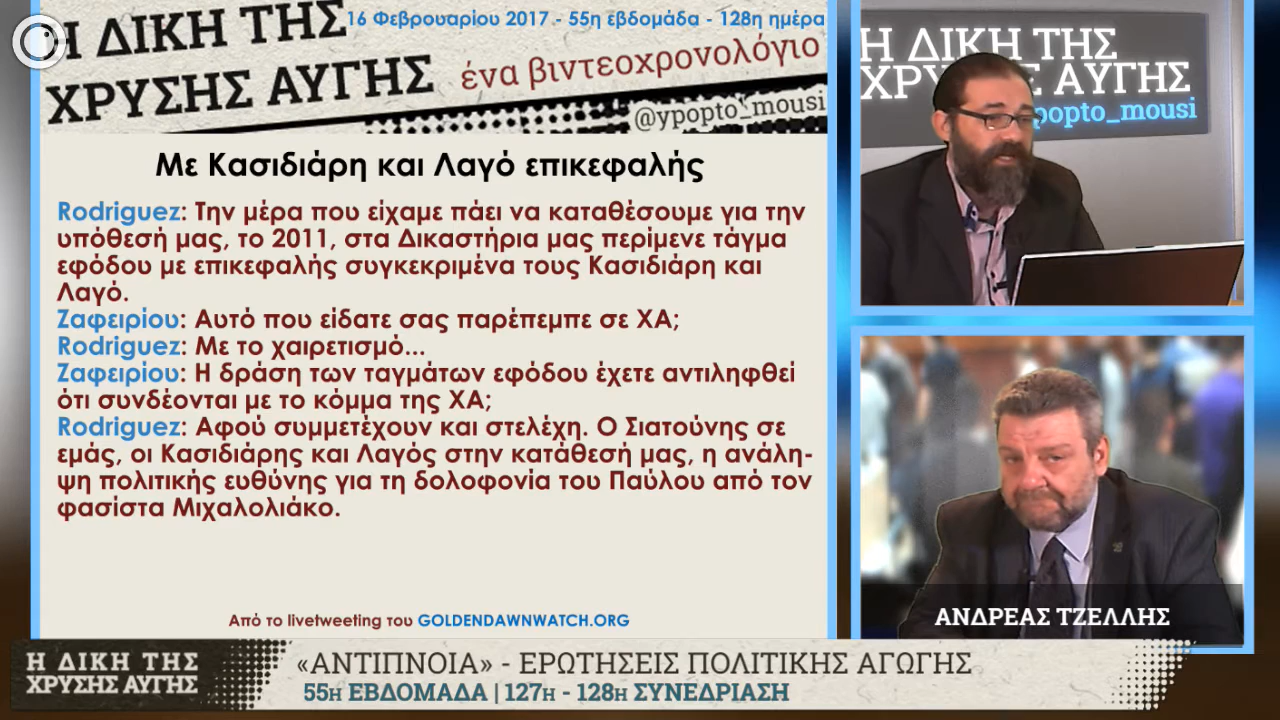 Η ΔΙΚΗ ΤΗΣ
ΧΡΥΣΗΣ ΑΥΓΗΣ
16 Φεβρουαρίου 2017 - 55η εβδομάδα - 128η ημέρα
ένα βιντεοχρονολόγιο
@ypopto_mousi
Με Κασιδιάρη και Λαγό επικεφαλής
Rodriguez: Την μέρα που είχαμε πάει να καταθέσουμε για την
υπόθεσή μας, το 2011, στα Δικαστήρια μας περίμενε τάγμα
εφόδου με επικεφαλής συγκεκριμένα τους Κασιδιάρη και
Λαγό.
Ζαφειρίου: Αυτό που είδατε σας παρέπεμπε σε ΧΑ;
Rodriguez: Με το χαιρετισμό...
Ζαφειρίου: Η δράση των ταγμάτων εφόδου έχετε αντιληφθεί
ότι συνδέονται με το κόμμα της ΧΑ;
Rodriguez: Αφού συμμετέχουν και στελέχη. Ο Σιατούνης σε
εμάς, οι Κασιδιάρης και Λαγός στην κατάθεσή μας, η ανάλη-
ψη πολιτικής ευθύνης για τη δολοφονία του Παύλου από τον
φασίστα Μιχαλολιάκο.
Από το livetweeting του GOLDENDAWNWATCH.ORG
Η ΔΙΚΗ ΤΗΣ
ΧΡΥΣΗΣ ΑΥΓΗΣ
ypopto_mousi
ΑΝΔΡΕΑΣ ΤΖΕΛΛΗΣ
Η ΔΙΚΗ ΤΗΣ
ΧΡΥΣΗΣ ΑΥΓΗΣ
«ΑΝΤΙΠΝΟΙΑ» - ΕΡΩΤΗΣΕΙΣ ΠΟΛΙΤΙΚΗΣ ΑΓΩΓΗΣ
55η ΕΒΔΟΜΑΔΑ | 127η - 128η ΣΥΝΕΔΡΙΑΣΗ